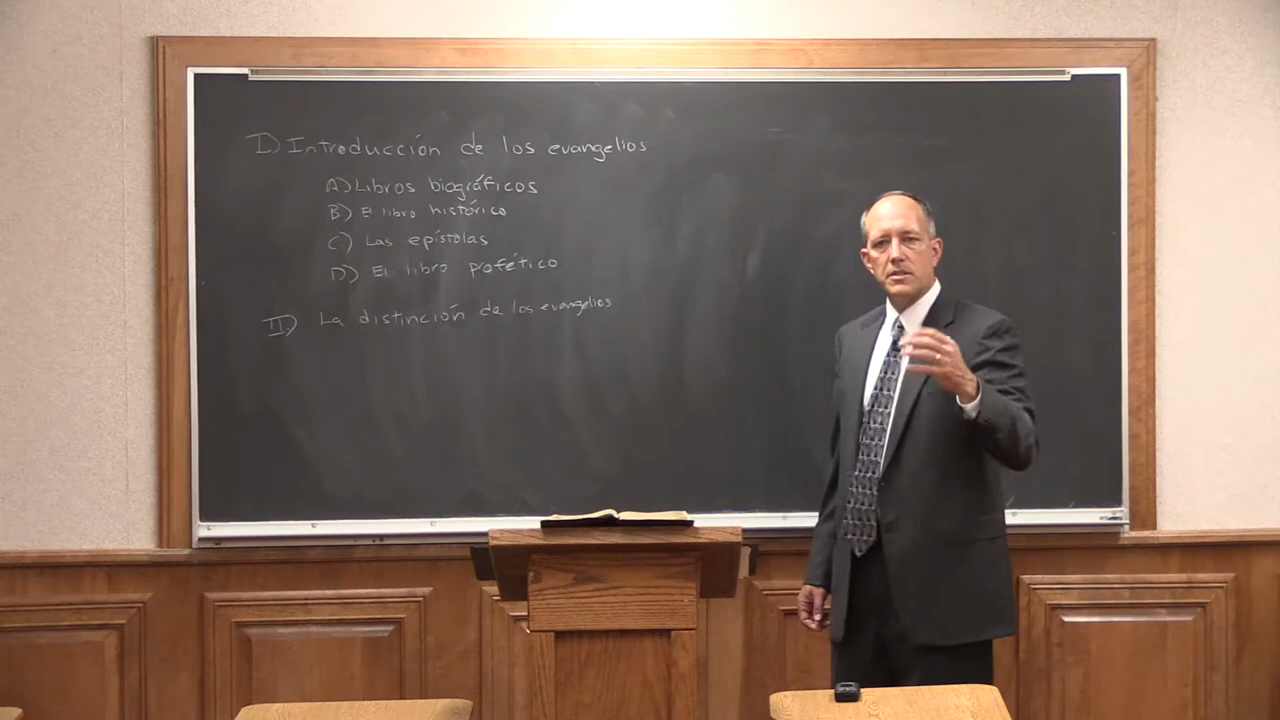 I) Introducción de los evangelios
A) Libros biográficos
B) El libro histórico
C) Las epístolas
D) El libro profético
II) La distinción de los evangelios